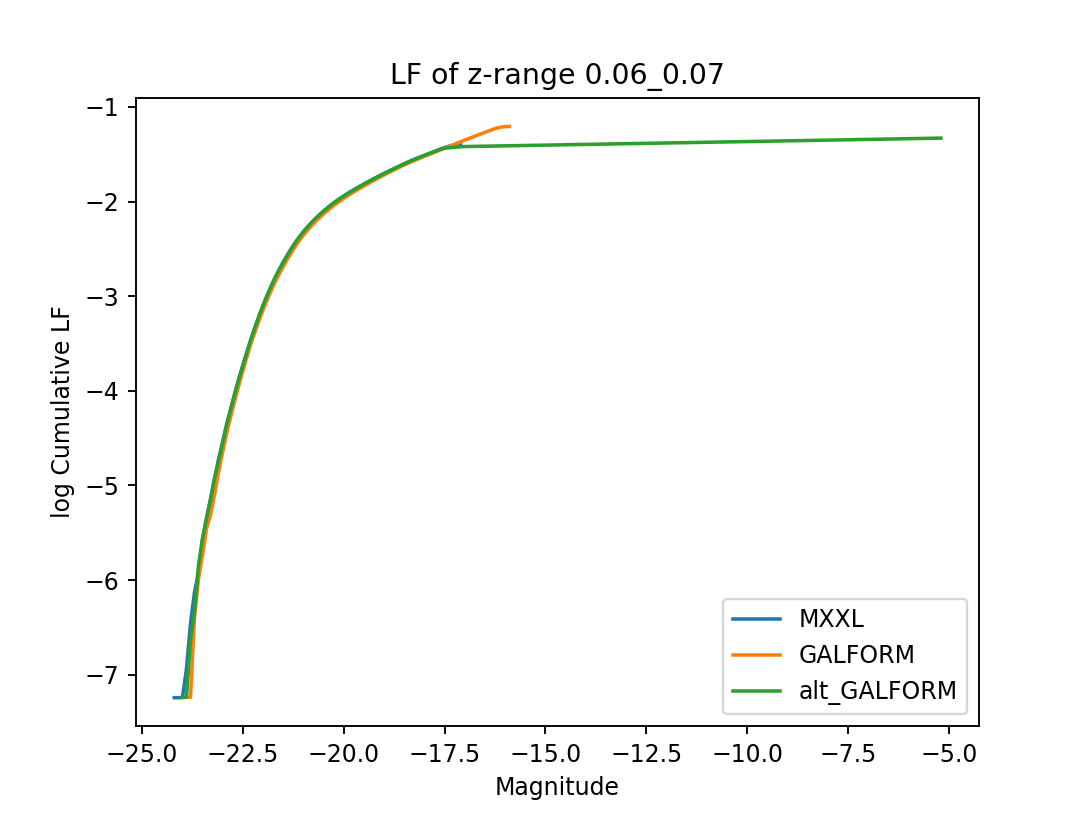 LF of z-range 0.06_0.07
−1
−2
−3
−4
−5
−6
−7
log Cumulative LF
MXXL
GALFORM
alt_GALFORM
−25.0 −22.5 −20.0 −17.5 −15.0 −12.5 −10.0 −7.5 −5.0
Magnitude